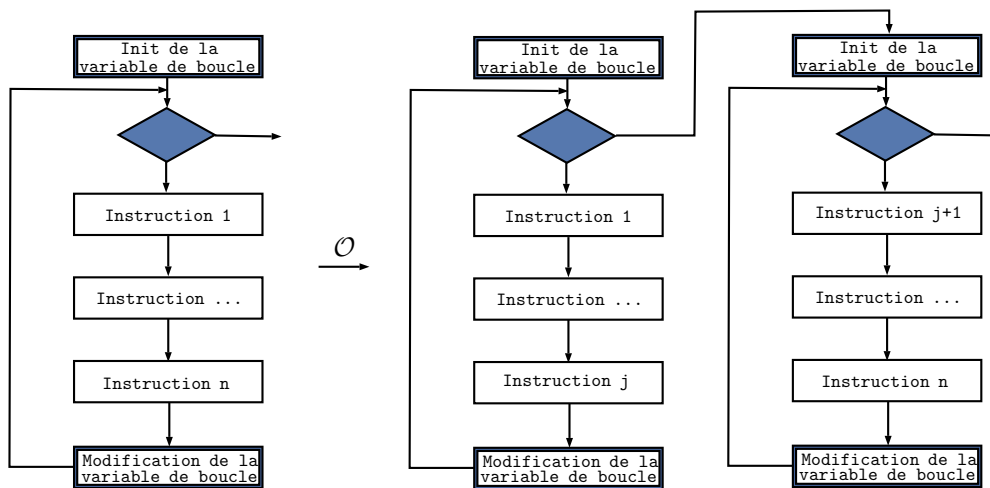 Init de la
variable de boucle
Instruction 1
Instruction ...
Instruction n
Modification de la
variable de boucle
𝒪
Init de la
variable de boucle
Instruction 1
Instruction ...
Instruction j
Modification de la
variable de boucle
Init de la
variable de boucle
Instruction j+1
Instruction ...
Instruction n
Modification de la
variable de boucle